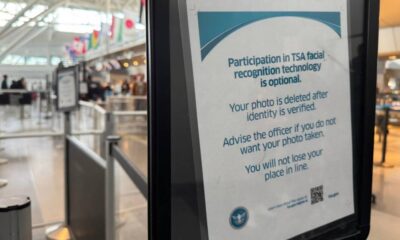 Participation in TSA facial
recognition technology
is optional.
Your photo is deleted after
identity is verified.
Advise the officer if you do not
want your photo taken.
You will not lose your
place in line.